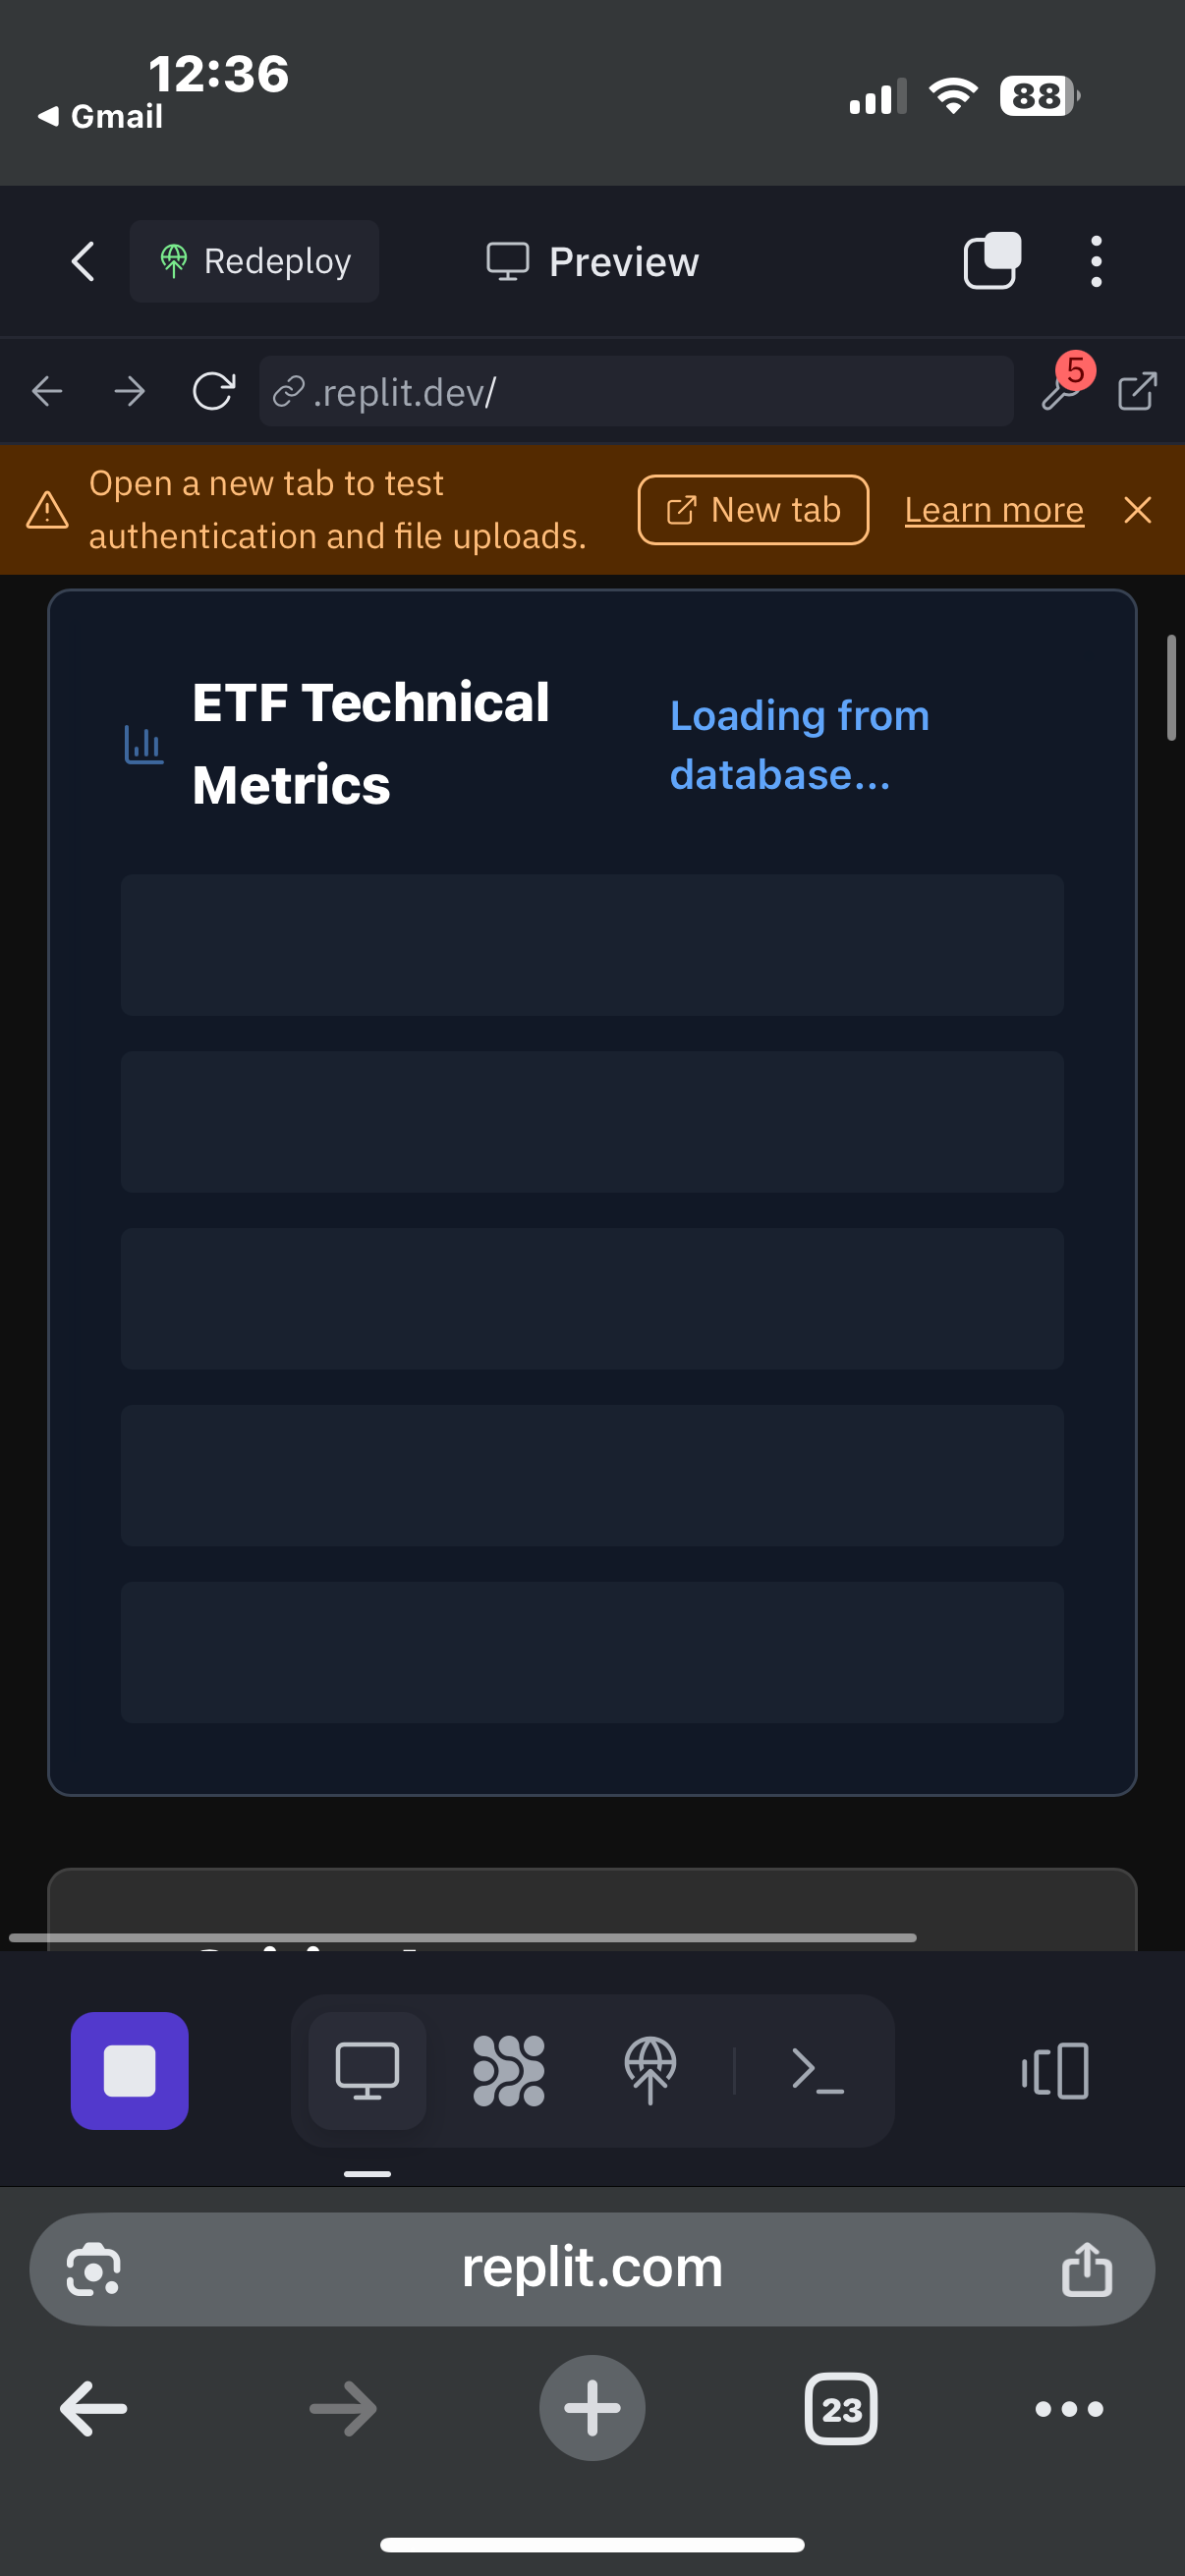 12:36
Gmail
88
Redeploy
Preview
.replit.dev/
5
Open a new tab to test
authentication and file uploads.
New tab
Learn more
ETF Technical
Metrics
Loading from
database...
replit.com
23